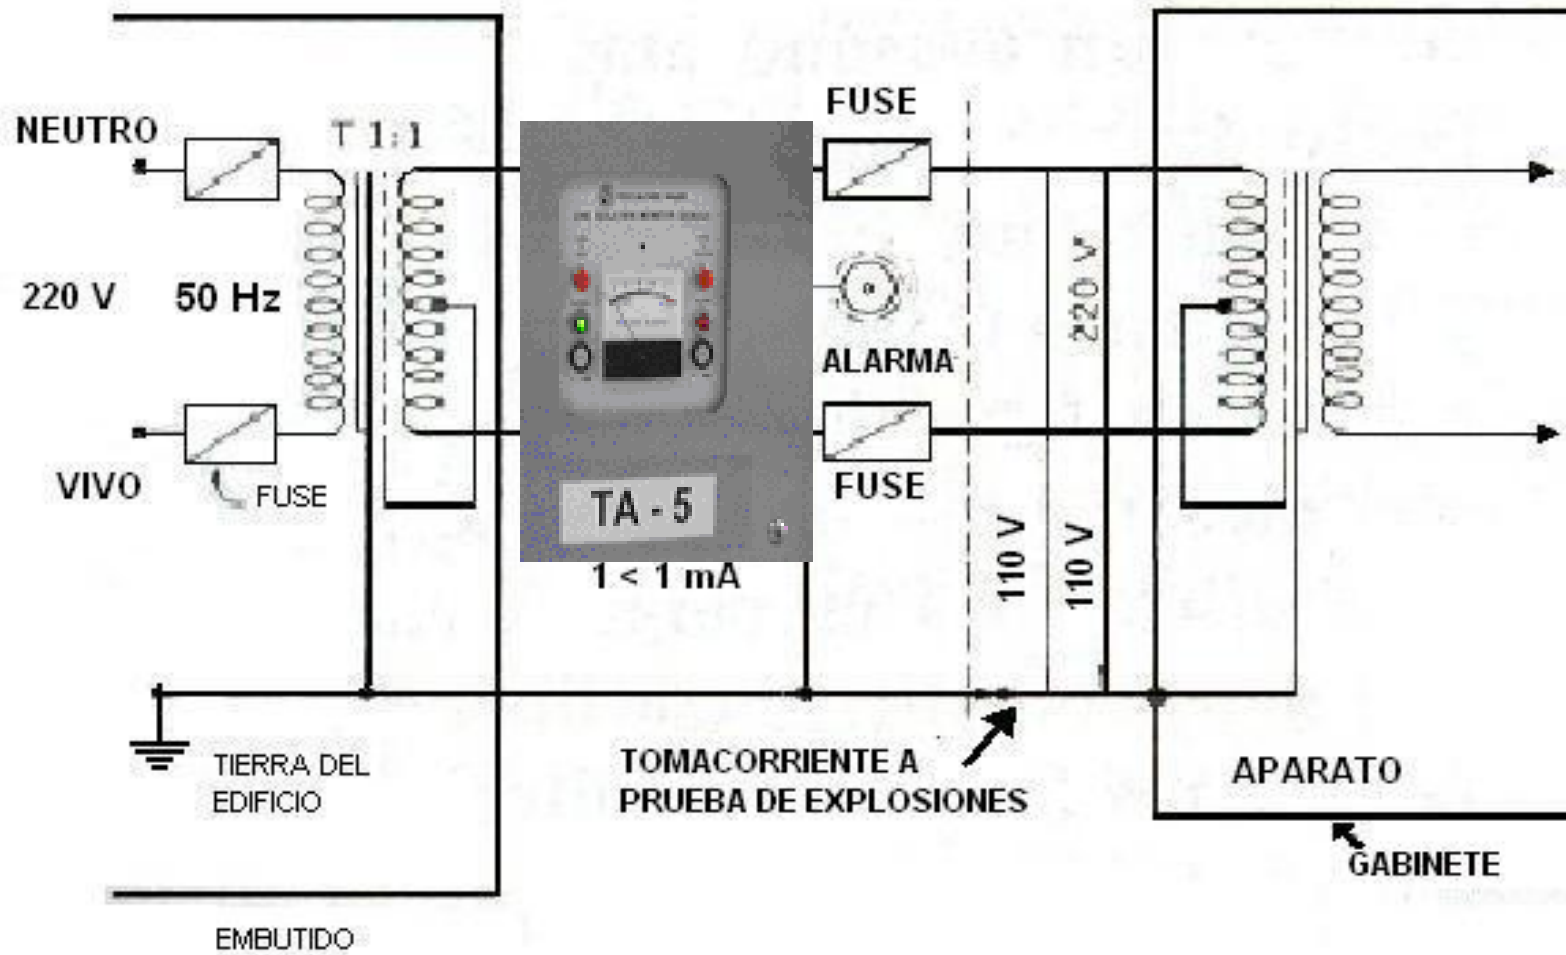 NEUTRO
T 1:1
FUSE
220 V
50 Hz
ALARMA
220 V
VIVO
FUSE
TA - 5
FUSE
1 < 1 mA
110 V
110 V
TIERRA DEL
EDIFICIO
TOMACORRIENTE A
PRUEBA DE EXPLOSIONES
APARATO
GABINETE
EMBUTIDO